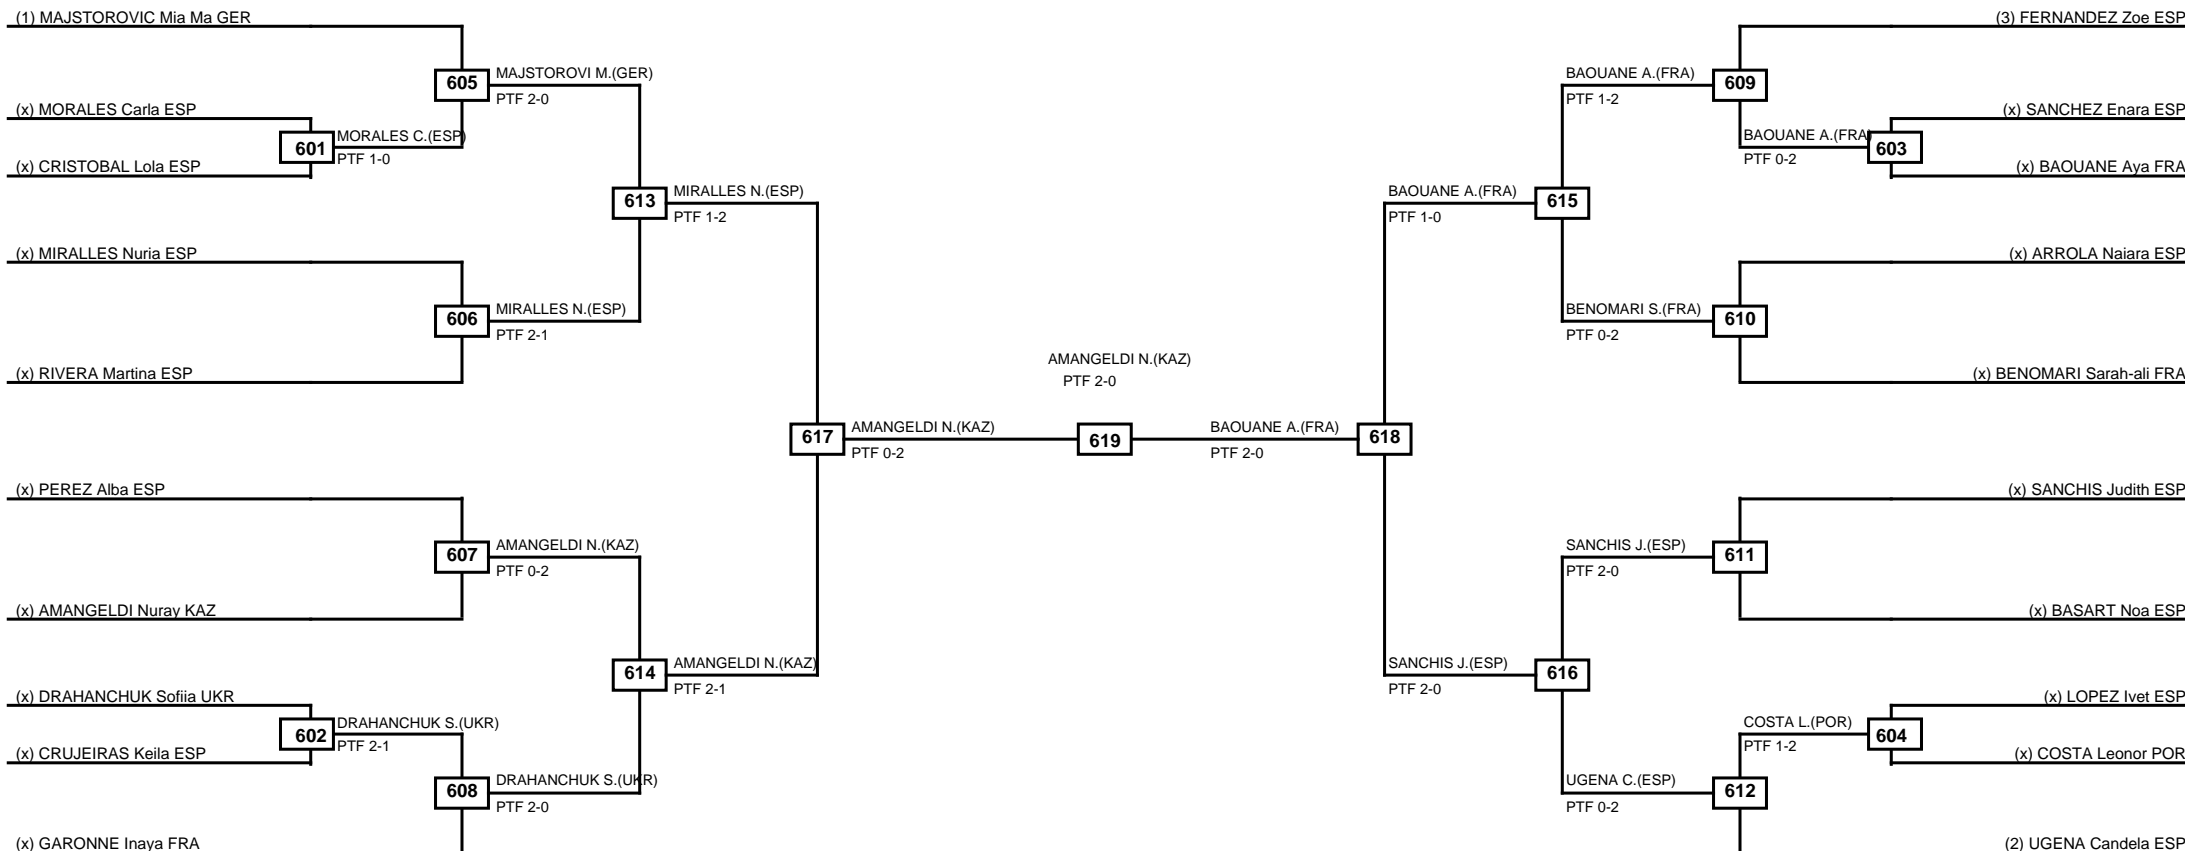 (1) MAJSTOROVIC Mia Ma GER
(x) MORALES Carla ESP
(x) CRISTOBAL Lola ESP
(x) MIRALLES Nuria ESP
(x) RIVERA Martina ESP
(x) PEREZ Alba ESP
(x) AMANGELDI Nuray KAZ
(x) DRAHANCHUK Sofiia UKR
(x) CRUJEIRAS Keila ESP
(x) GARONNE Inaya FRA
601
MORALES C.(ESP)
PTF 1-0
602
DRAHANCHUK S.(UKR)
PTF 2-1
605
MAJSTOROVI M.(GER)
PTF 2-0
606
MIRALLES N.(ESP)
PTF 2-1
607
AMANGELDI N.(KAZ)
PTF 0-2
608
DRAHANCHUK S.(UKR)
PTF 2-0
613
MIRALLES N.(ESP)
PTF 1-2
614
AMANGELDI N.(KAZ)
PTF 2-1
617
AMANGELDI N.(KAZ)
PTF 0-2
AMANGELDI N.(KAZ)
PTF 2-0
619
BAOUANE A.(FRA)
PTF 2-0
618
BAOUANE A.(FRA)
PTF 1-0
615
SANCHIS J.(ESP)
PTF 2-0
616
BAOUANE A.(FRA)
PTF 1-2
609
BENOMARI S.(FRA)
PTF 0-2
610
SANCHIS J.(ESP)
PTF 2-0
611
UGENA C.(ESP)
PTF 0-2
612
BAOUANE A.(FRA)
PTF 0-2
603
COSTA L.(POR)
PTF 1-2
604
(3) FERNANDEZ Zoe ESP
(x) SANCHEZ Enara ESP
(x) BAOUANE Aya FRA
(x) ARROLA Naiara ESP
(x) BENOMARI Sarah-ali FRA
(x) SANCHIS Judith ESP
(x) BASART Noa ESP
(x) LOPEZ Ivet ESP
(x) COSTA Leonor POR
(2) UGENA Candela ESP